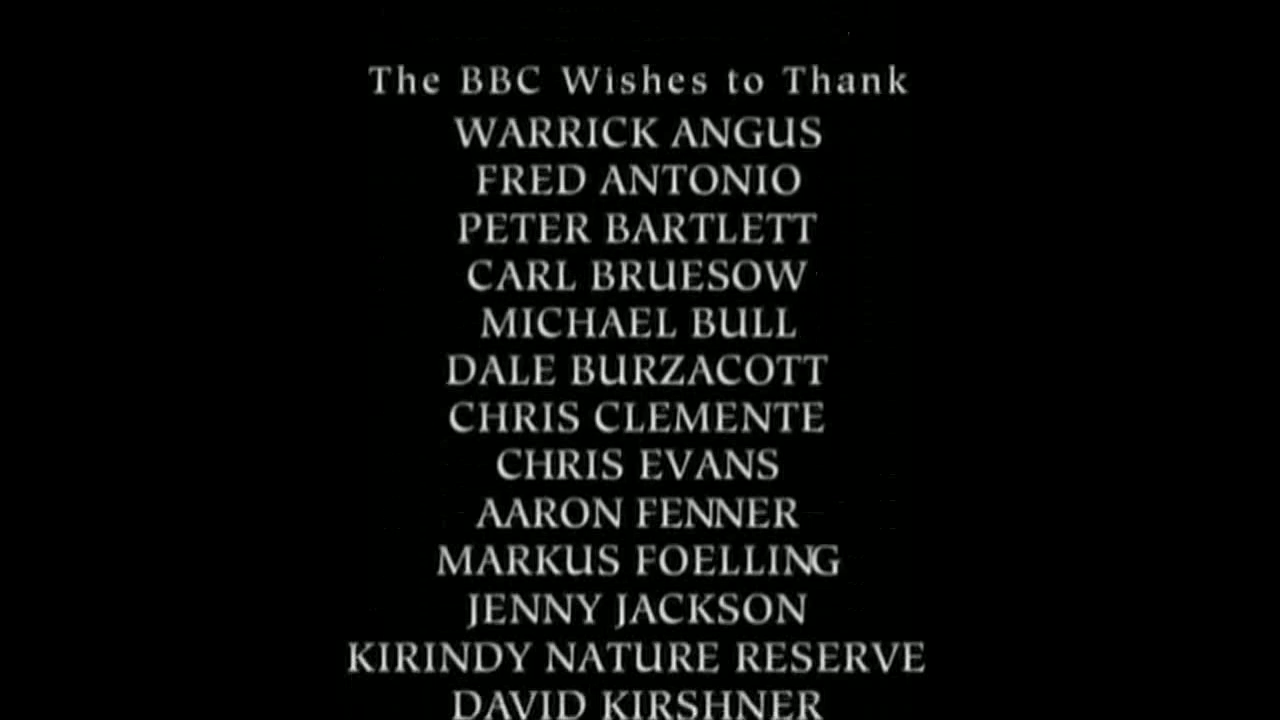 The BBC Wishes to Thank
WARRICK ANGUS
FRED ANTONIO
PETER BARTLETT
CARL BRUESOW
MICHAEL BULL
DALE BURZACOTT
CHRIS CLEMENTE
CHRIS EVANS
AARON FENNER
MARKUS FOELLING
JENNY JACKSON
KIRINDY NATURE RESERVE
DAVID KIRSHNER